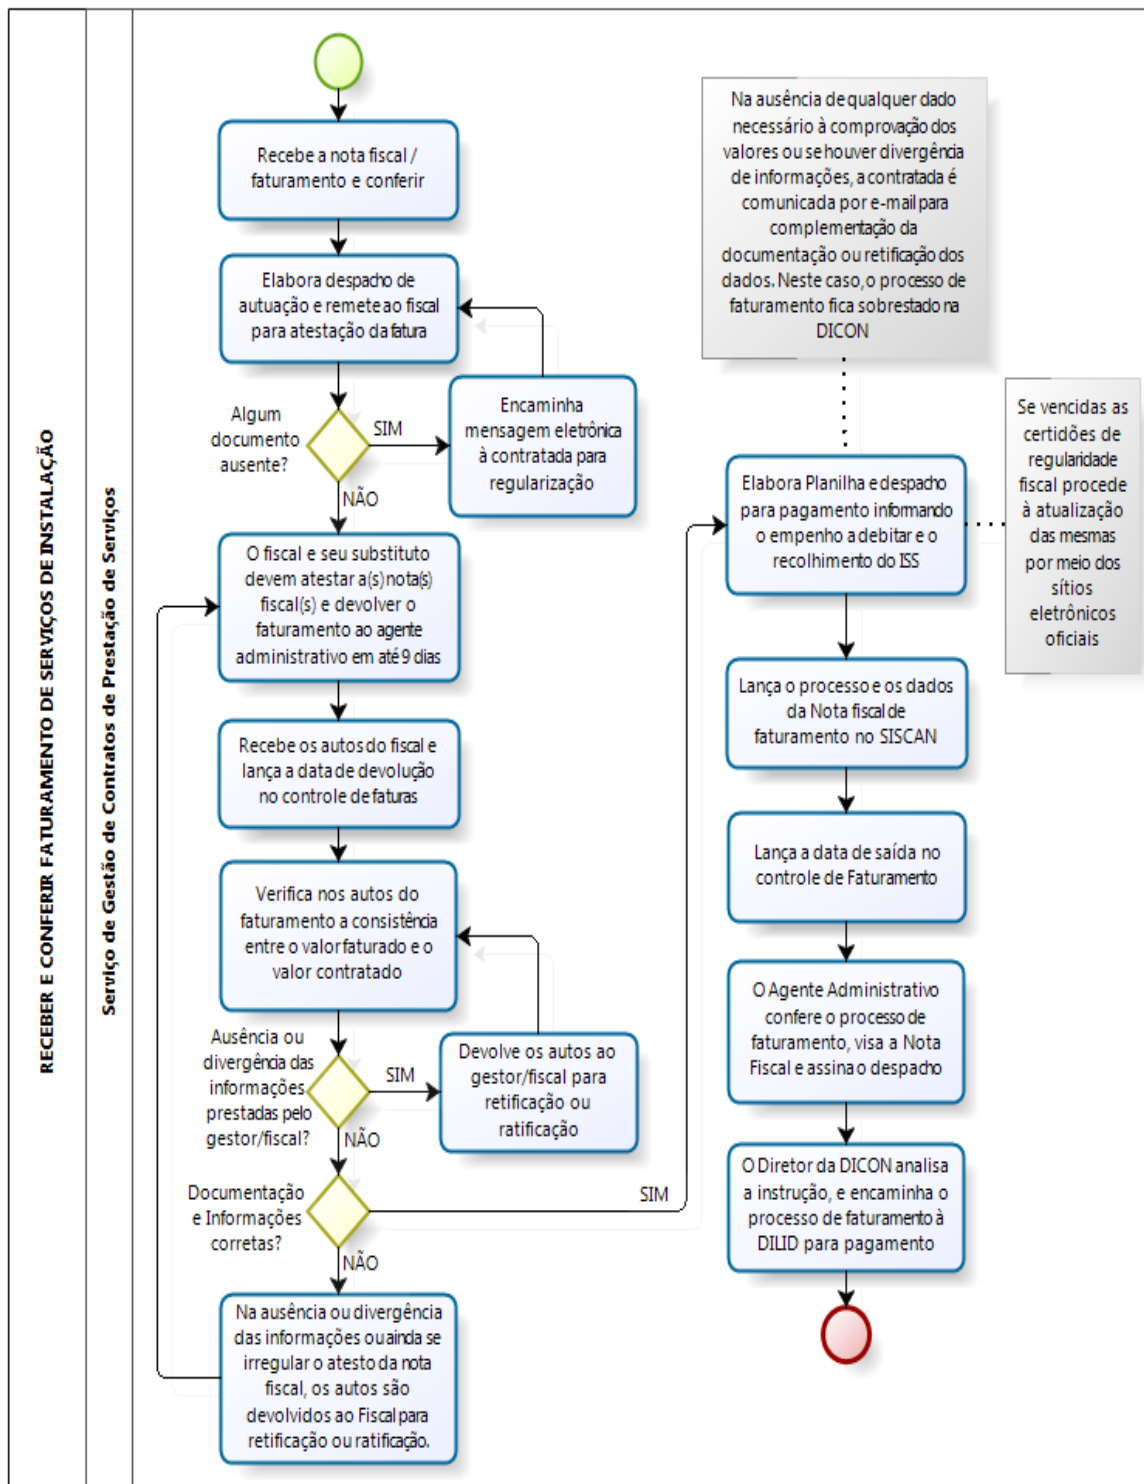 RECEBER E CONFERIR FATURAMENTO DE SERVIÇOS DE INSTALAÇÃO
Serviço de Gestão de Contratos de Prestação de Serviços
Recebe a nota fiscal /
faturamento e conferir
Elabora despacho de
autuação e remete ao fiscal
para atestação da fatura
Algum
documento
ausente?
SIM
Encaminha
mensagem eletrônica
à contratada para
regularização
NÃO
O fiscal e seu substituto
devem atestar a(s) nota(s)
fiscal(s) e devolver o
faturamento ao agente
administrativo em até 9 dias
Recebe os autos do fiscal e
lança a data de devolução
no controle de faturas
Verifica nos autos do
faturamento a consistência
entre o valor faturado e o
valor contratado
Ausência ou
divergência das
informações
prestadas pelo
gestor/fiscal?
SIM
Devolve os autos ao
gestor/fiscal para
retificação ou
ratificação
NÃO
Documentação
e Informações
corretas?
SIM
NÃO
Na ausência ou divergência
das informações ou ainda se
irregular o atesto da nota
fiscal, os autos são
devolvidos ao Fiscal para
retificação ou ratificação.
Na ausência de qualquer dado
necessário à comprovação dos
valores ou se houver divergência
de informações, a contratada é
comunicada por e-mail para
complementação da
documentação ou retificação dos
dados. Neste caso, o processo de
faturamento fica sobrestado na
DICON
Se vencidas as
certidões de
regularidade
fiscal procede
à atualização
das mesmas
por meio dos
sítios
eletrônicos
oficiais
Elabora Planilha e despacho
para pagamento informando
o empenho a debitar e o
recolhimento do ISS
Lança o processo e os dados
da Nota fiscal de
faturamento no SISCAN
Lança a data de saída no
controle de Faturamento
O Agente Administrativo
confere o processo de
faturamento, visa a Nota
Fiscal e assina o despacho
O Diretor da DICON analisa
a instrução, e encaminha o
processo de faturamento à
DILID para pagamento